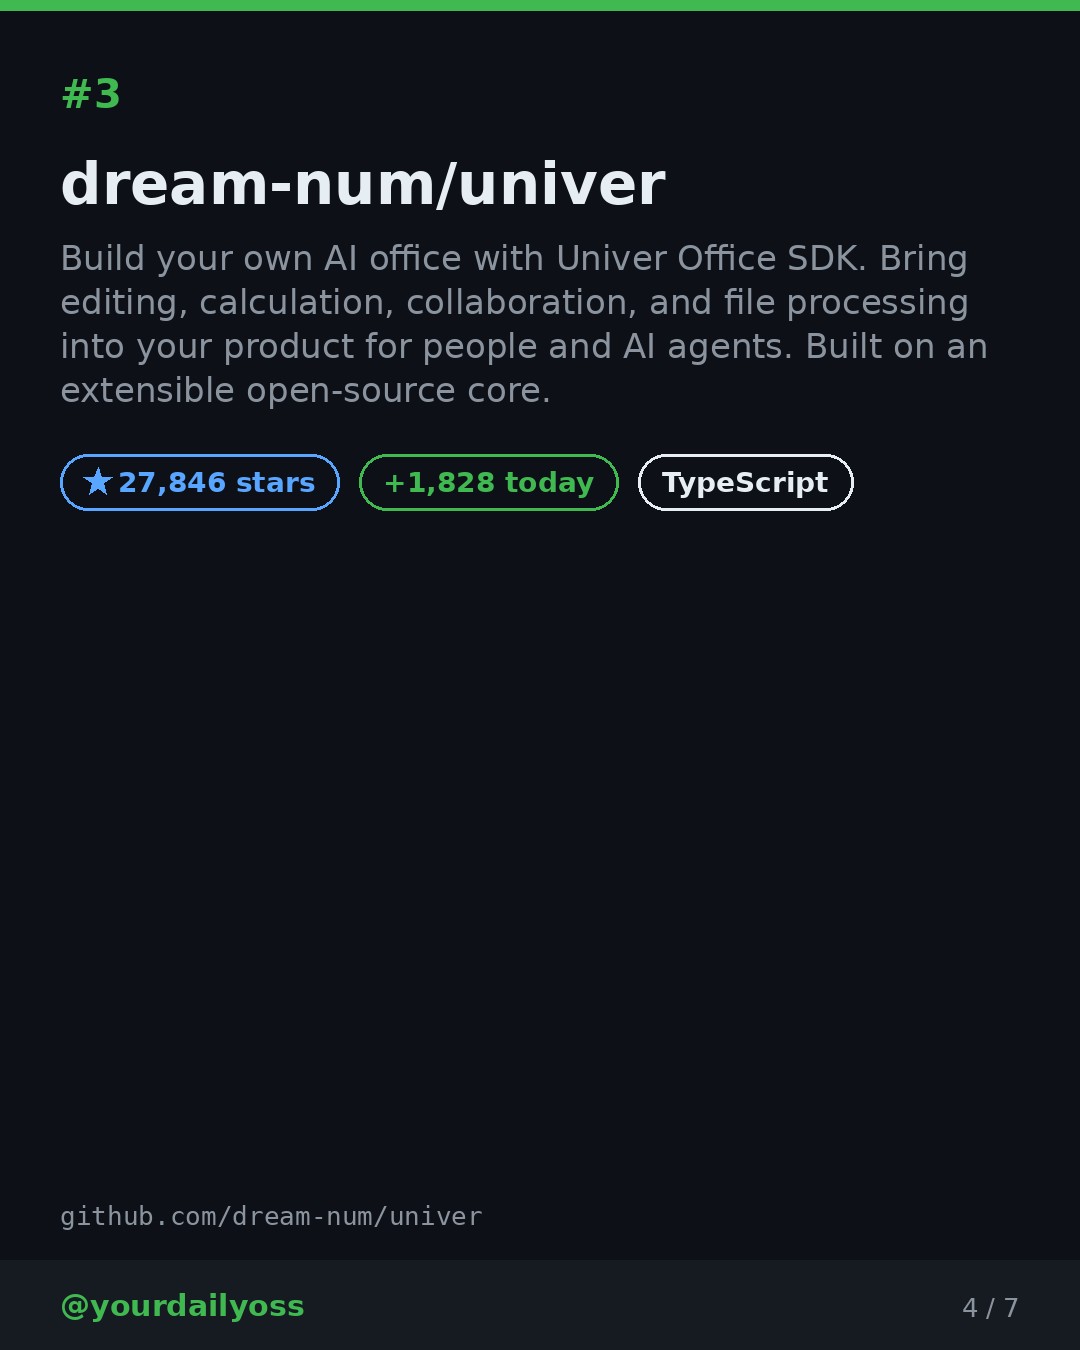 #3
dream-num/univer
Build your own AI office with Univer Office SDK. Bring
editing, calculation, collaboration, and file processing
into your product for people and AI agents. Built on an
extensible open-source core.
★ 27,846 stars
+1,828 today
TypeScript
github.com/dream-num/univer
@yourdailyoss
4 / 7